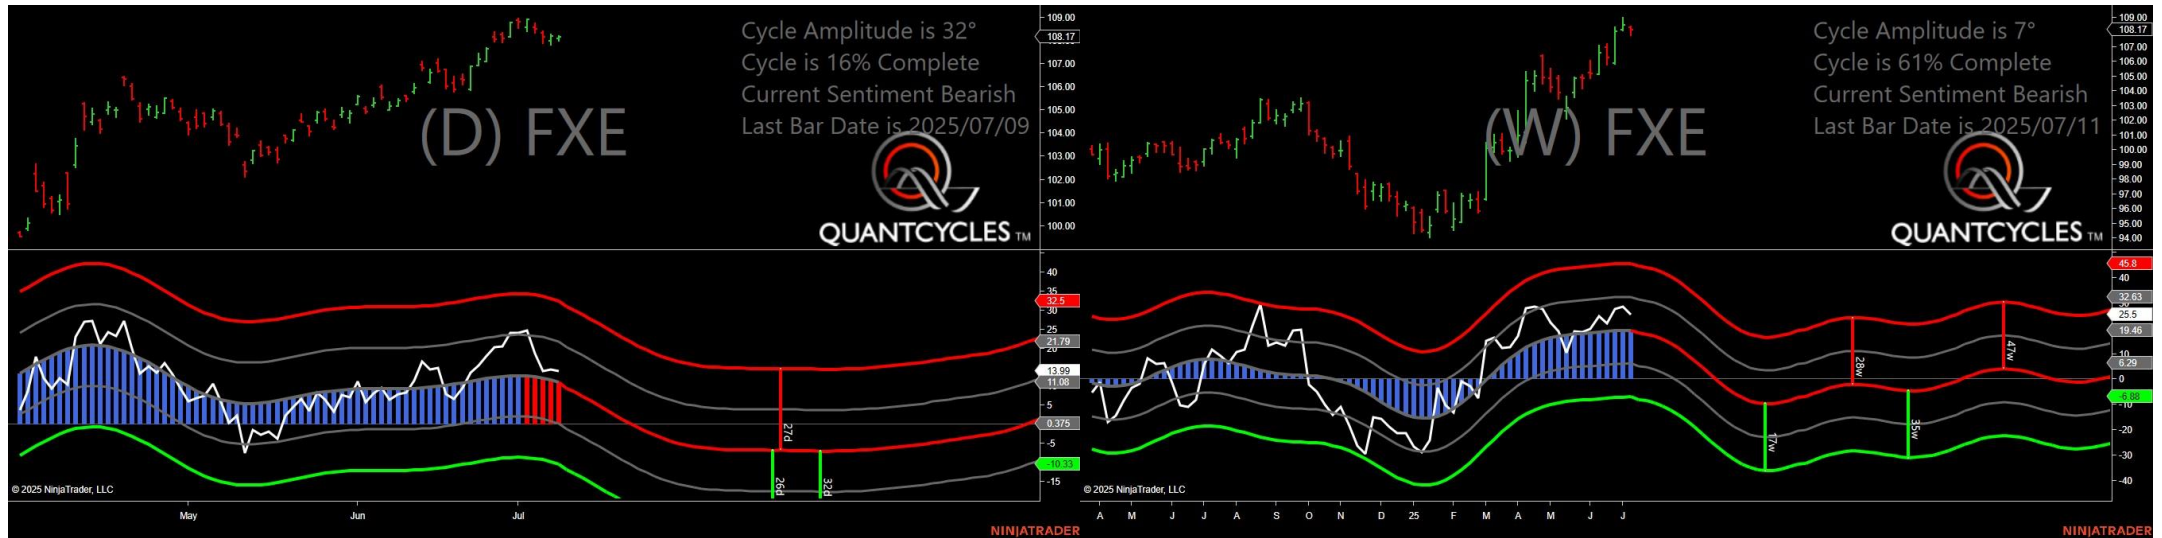 Cycle Amplitude is 32°
Cycle is 16% Complete
Current Sentiment Bearish
Last Bar Date is 2025/07/09
(D) FXE
QUANTCYCLES TM
109.00
108.17
107.00
106.00
105.00
104.00
103.00
102.00
101.00
100.00
40
35
32.5
30
25
21.79
20
13.99
11.08
5
0.375
-5
-10.33
-15
27d
26d
32d
© 2025 NinjaTrader, LLC
May Jun Jul
NINJATRADER
Cycle Amplitude is 7°
Cycle is 61% Complete
Current Sentiment Bearish
Last Bar Date is 2025/07/11
(W) FXE
QUANTCYCLES TM
109.00
108.17
107.00
106.00
105.00
104.00
103.00
102.00
101.00
100.00
99.00
98.00
97.00
96.00
95.00
94.00
45.8
40
32.63
25.5
19.46
10
6.29
0
-6.88
-20
-30
-40
28w
47w
17w
35w
© 2025 NinjaTrader, LLC
A M J J A S O N D 25 F M A M J J
NINJATRADER